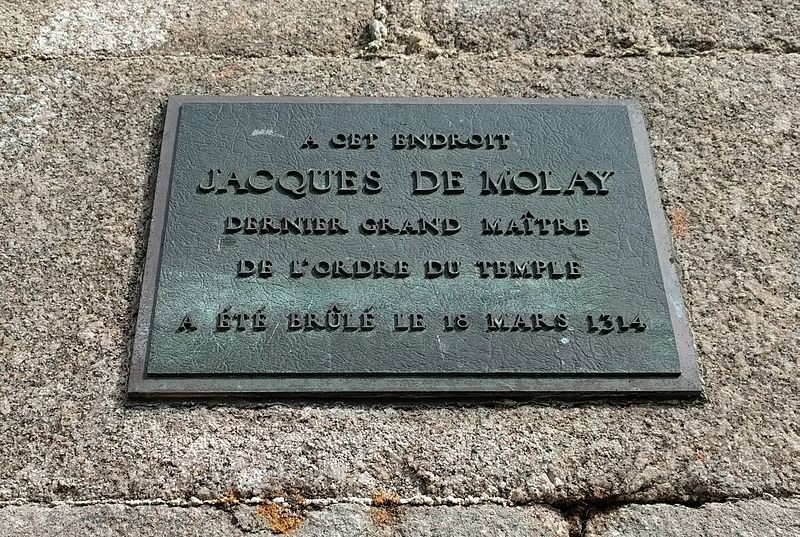 A CET ENDROIT
JACQUES DE MOLAY
DERNIER GRAND MAÎTRE
DE L'ORDRE DU TEMPLE
A ÉTÉ BRÛLÉ LE 18 MARS 1314